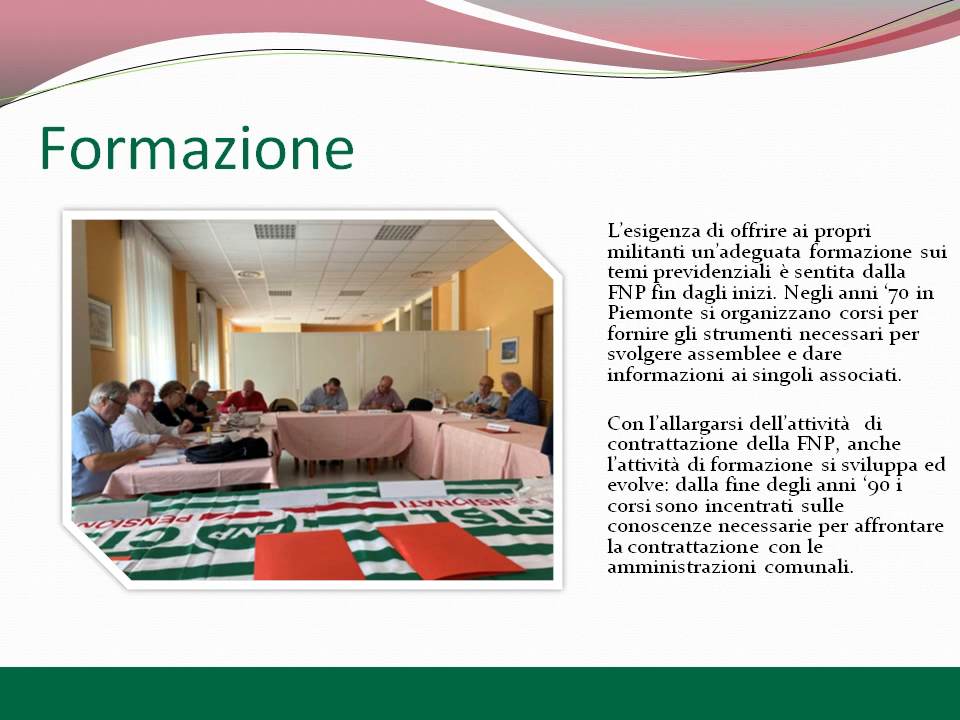 Formazione
L'esigenza di offrire ai propri
militanti un'adeguata formazione sui
temi previdenziali è sentita dalla
FNP fin dagli inizi. Negli anni '70 in
Piemonte si organizzano corsi per
fornire gli strumenti necessari per
svolgere assemblee e dare
informazioni ai singoli associati.
Con l'allargarsi dell'attività di
contrattazione della FNP, anche
l'attività di formazione si sviluppa ed
evolve: dalla fine degli anni '90 i
corsi sono incentrati sulle
conoscenze necessarie per affrontare
la contrattazione con le
amministrazioni comunali.
PENSIONATI
FNP
CIS
PENSION